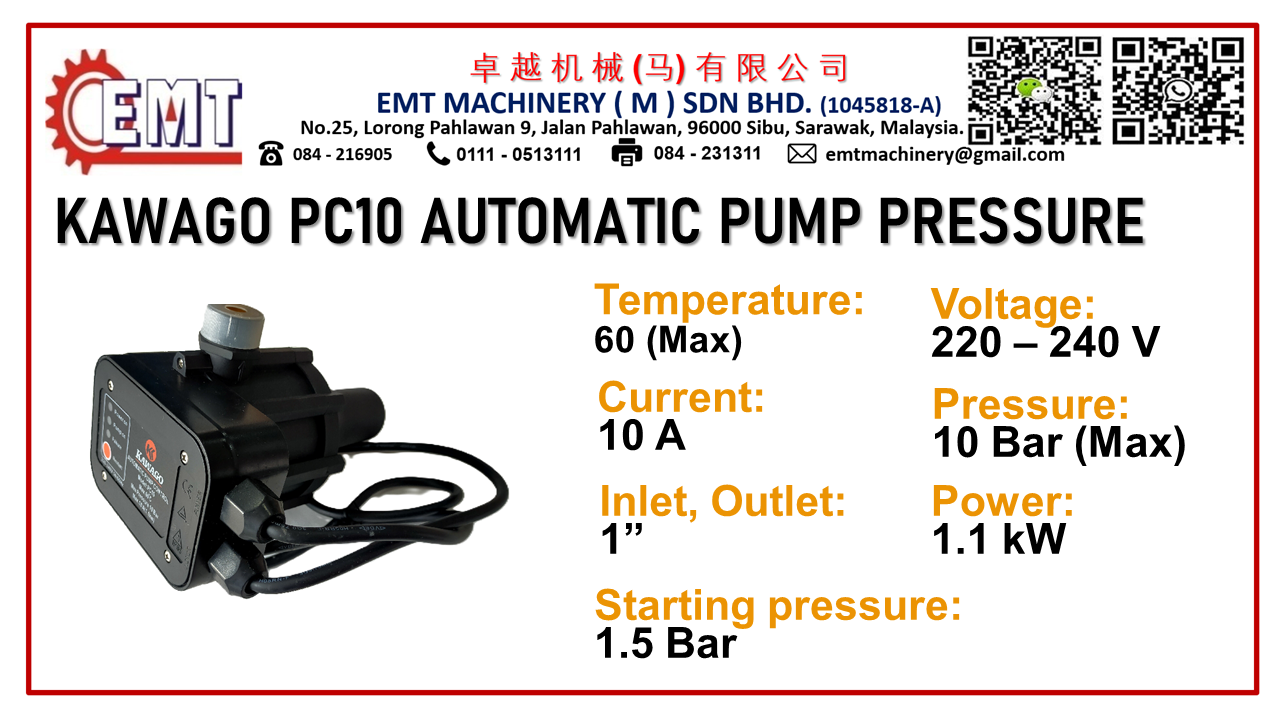 EMT
卓越机械(马)有限公司
EMT MACHINERY ( M ) SDN BHD. (1045818-A)
No.25, Lorong Pahlawan 9, Jalan Pahlawan, 96000 Sibu, Sarawak, Malaysia.
084 - 216905 0111 - 0513111 084 - 231311 emtmachinery@gmail.com
KAWAGO PC10 AUTOMATIC PUMP PRESSURE
Temperature:
60 (Max)
Voltage:
220 – 240 V
Current:
10 A
Pressure:
10 Bar (Max)
Inlet, Outlet:
1”
Power:
1.1 kW
Starting pressure:
1.5 Bar
KAWAGO
AUTOMATIC PUMP CONTROL